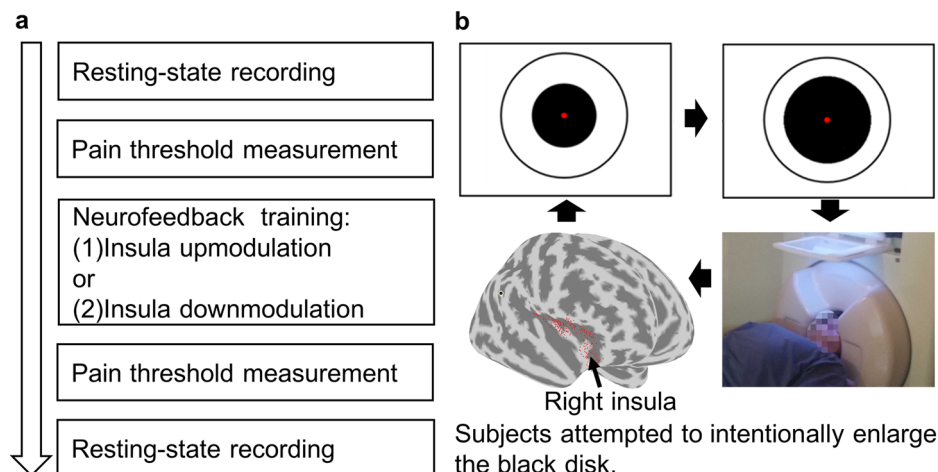 a
Resting-state recording
Pain threshold measurement
Neurofeedback training:
(1)Insula upmodulation
or
(2)Insula downmodulation
Pain threshold measurement
Resting-state recording
b
Right insula
Subjects attempted to intentionally enlarge
the black disk.